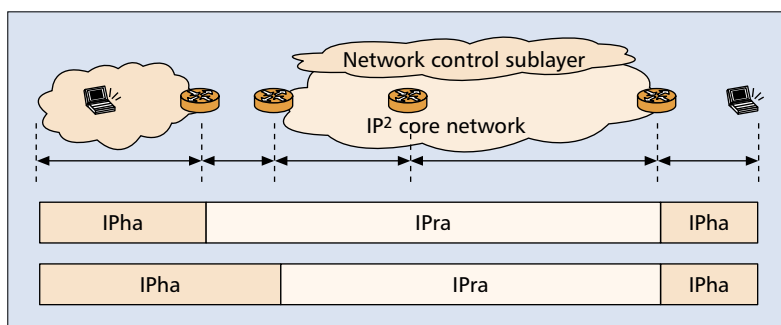 Network control sublayer
IP² core network
IPha IPra IPha
IPha IPra IPha